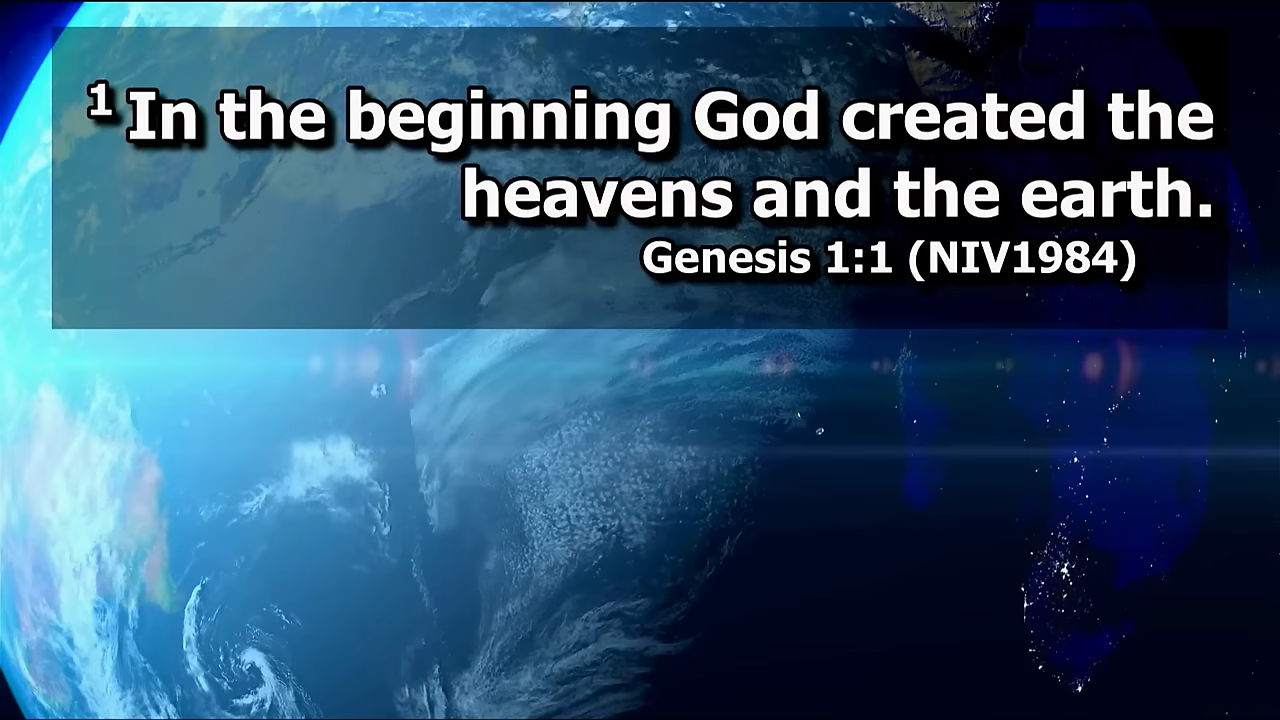 1 In the beginning God created the
heavens and the earth.
Genesis 1:1 (NIV1984)